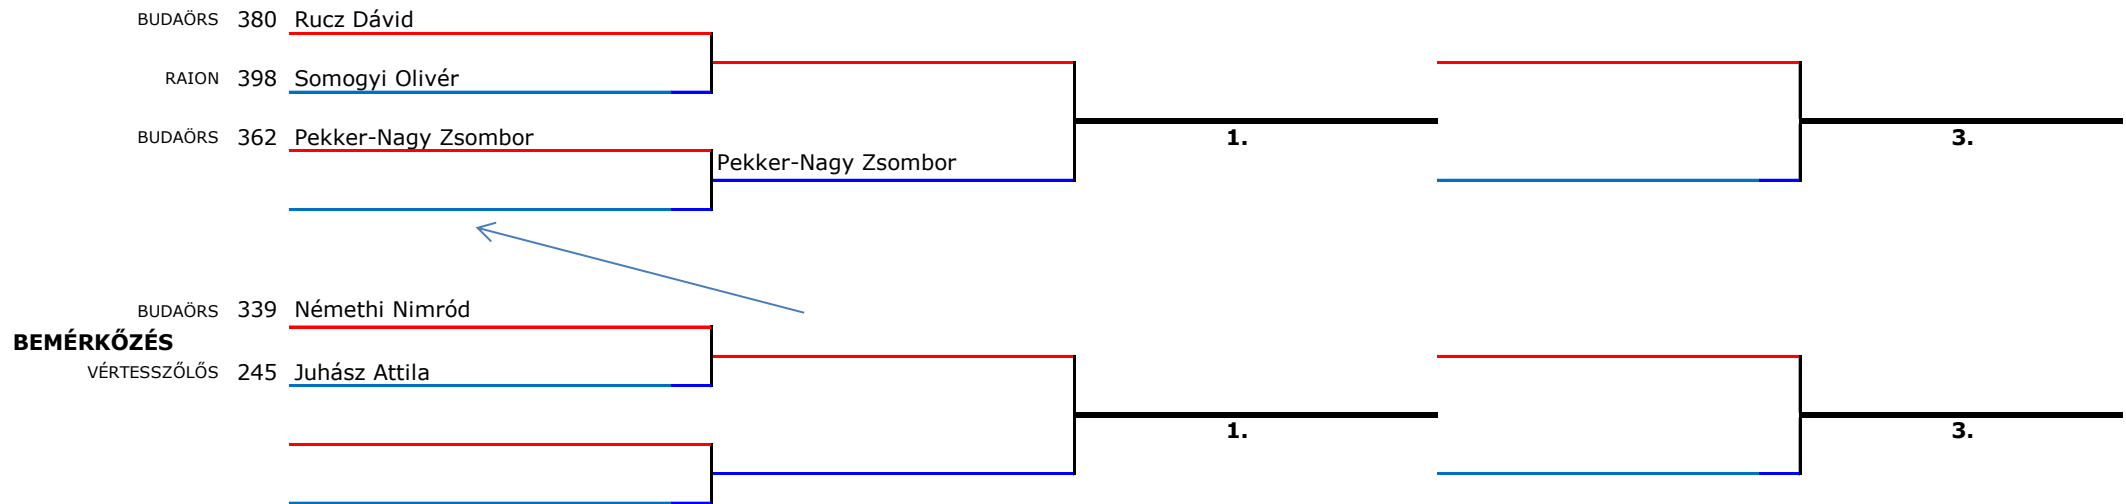 BUDAÖRS 380 Rucz Dávid
RAION 398 Somogyi Olivér
1.
3.
BUDAÖRS 362 Pekker-Nagy Zsombor
Pekker-Nagy Zsombor
BUDAÖRS 339 Némethi Nimród
BEMÉRKŐZÉS
VÉRTESSZŐLŐS 245 Juhász Attila
1.
3.